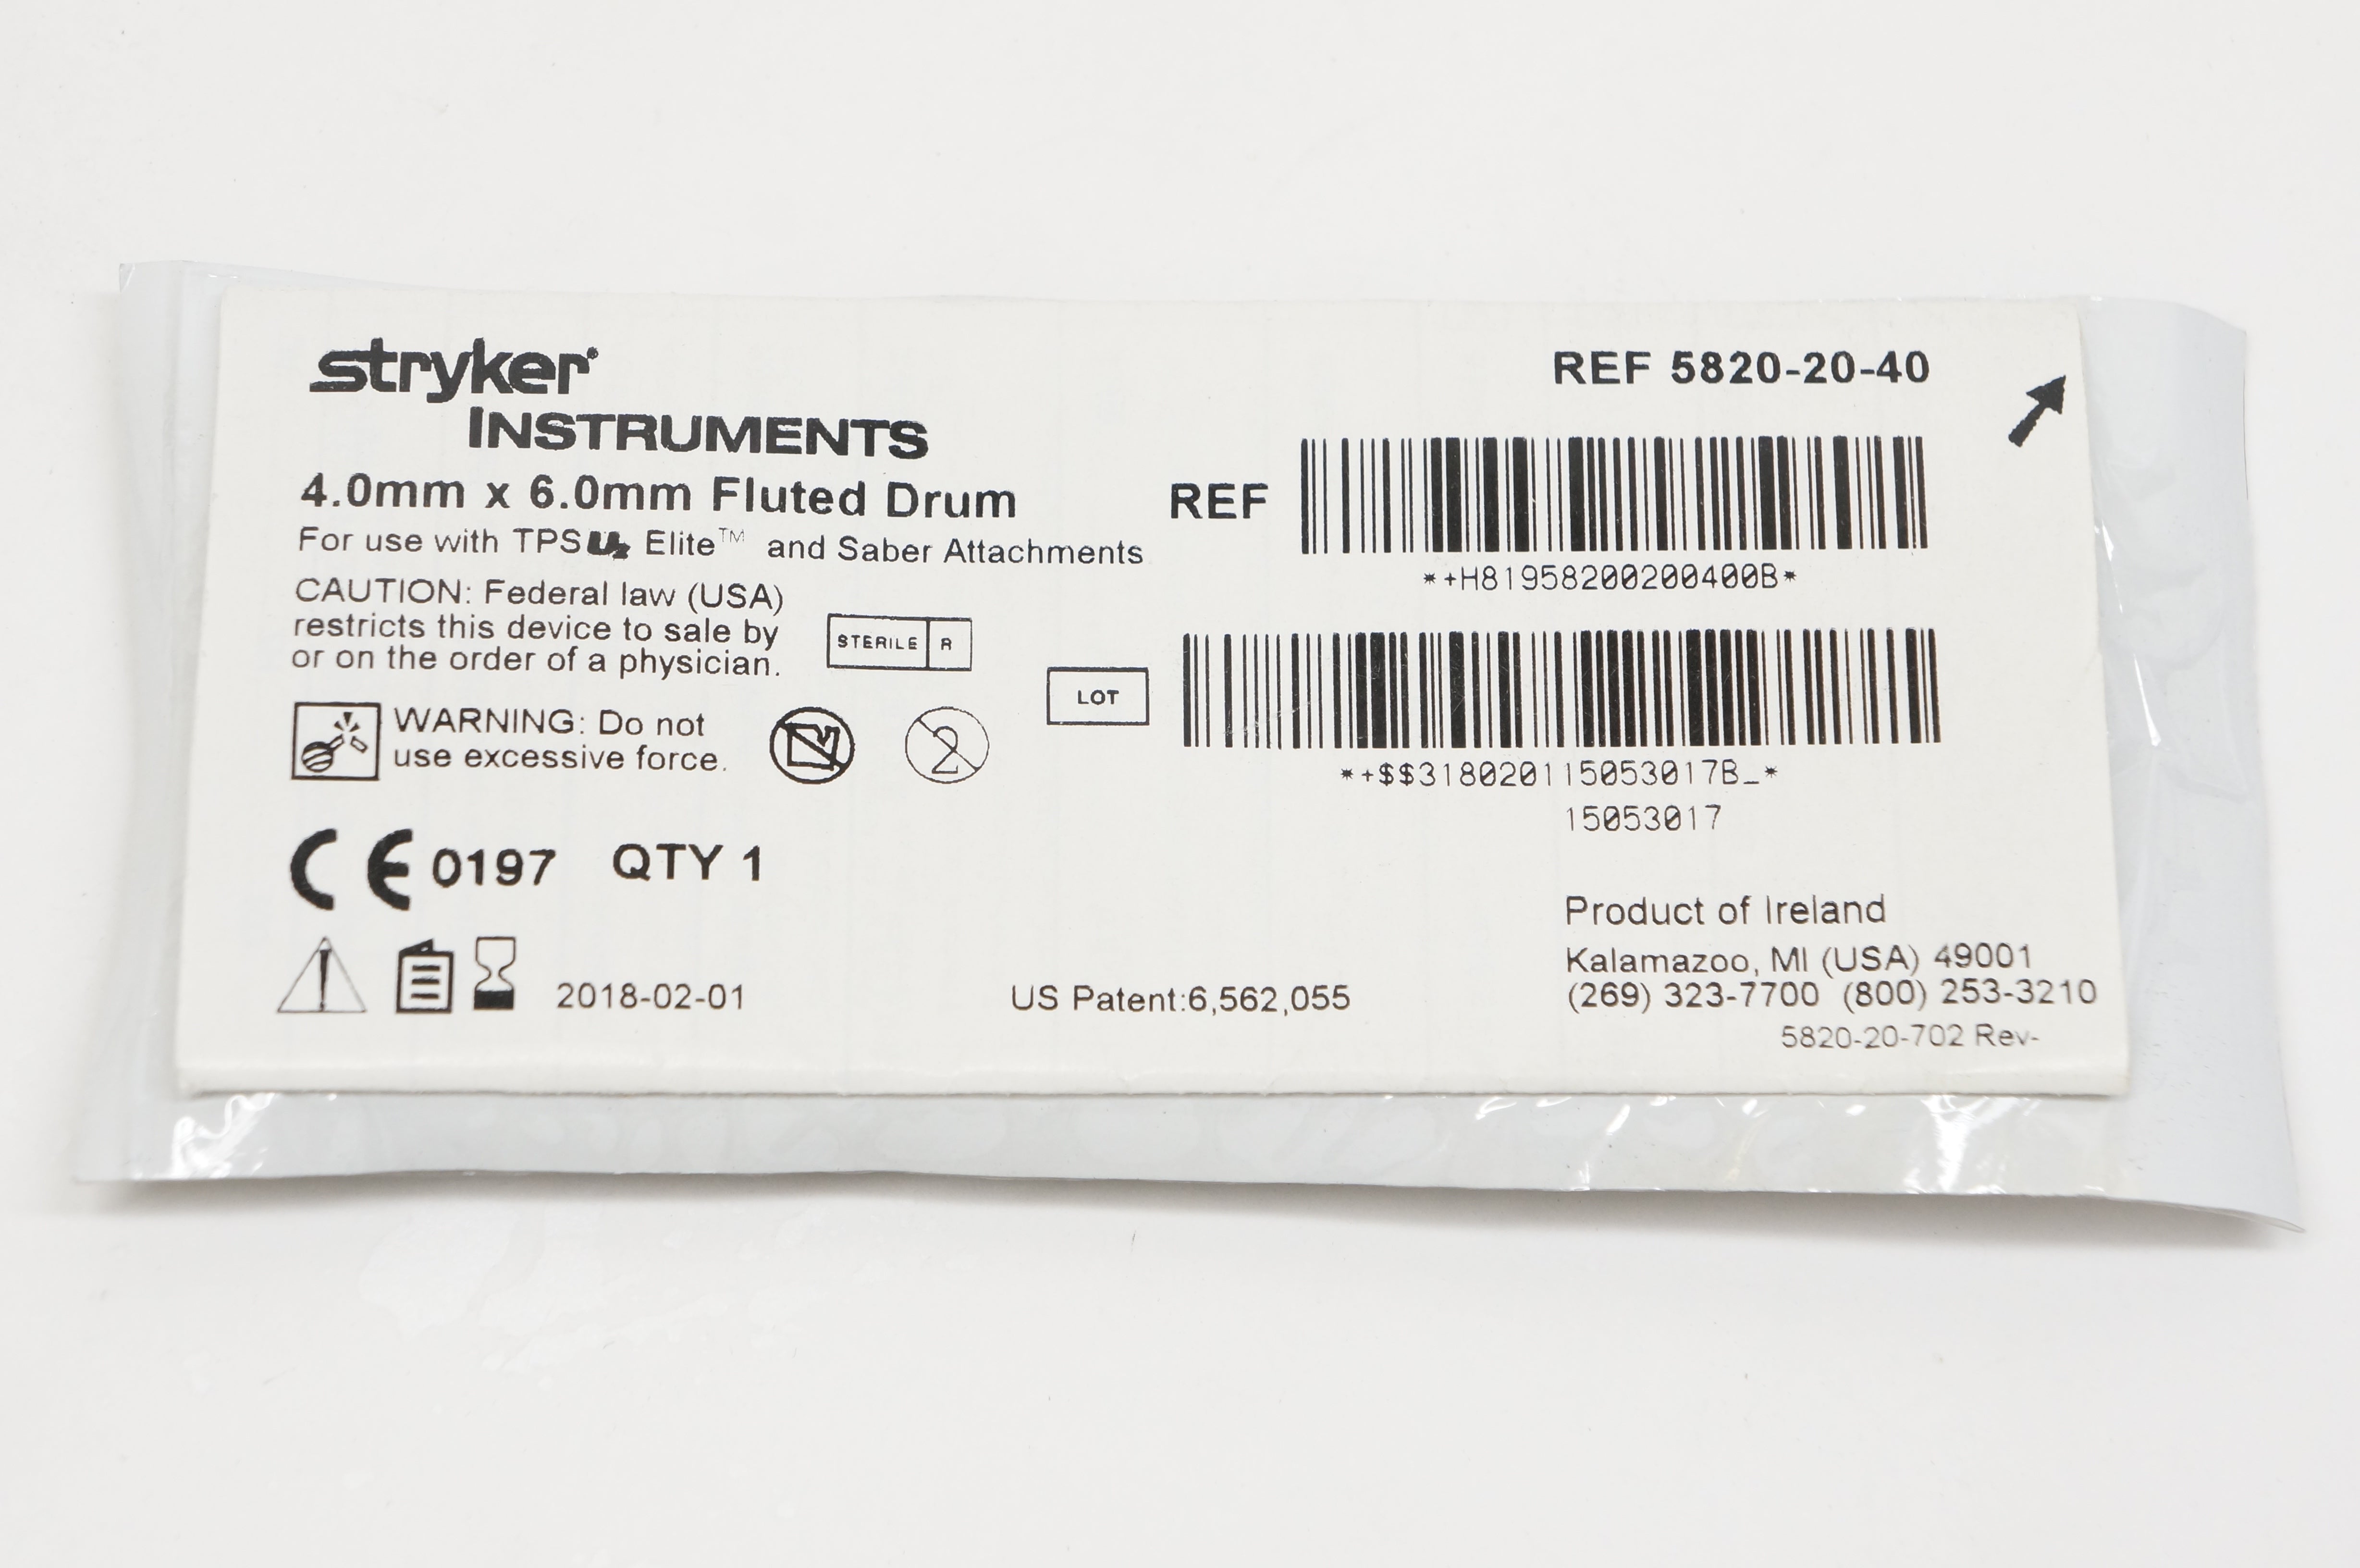 stryker
INSTRUMENTS
4.0mm x 6.0mm Fluted Drum
For use with TPS U2 Elite™ and Saber Attachments
CAUTION: Federal law (USA)
restricts this device to sale by
or on the order of a physician.
STERILE R
WARNING: Do not
use excessive force.
2
CE 0197 QTY 1
2018-02-01
US Patent:6,562,055
REF 5820-20-40
REF
*+H81958200200400B*
LOT
*+$$318020115053017B_*
15053017
Product of Ireland
Kalamazoo, MI (USA) 49001
(269) 323-7700 (800) 253-3210
5820-20-702 Rev-